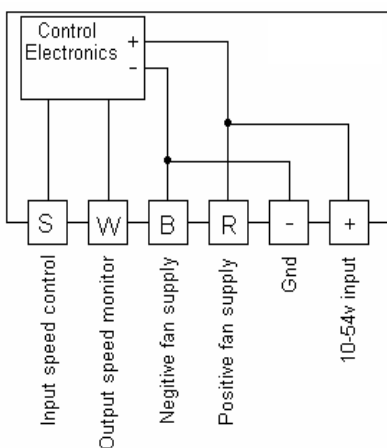 Control
Electronics
+
-
S
W
B
R
-
+
Input speed control
Output speed monitor
Negitive fan supply
Positive fan supply
Gnd
10-54v input